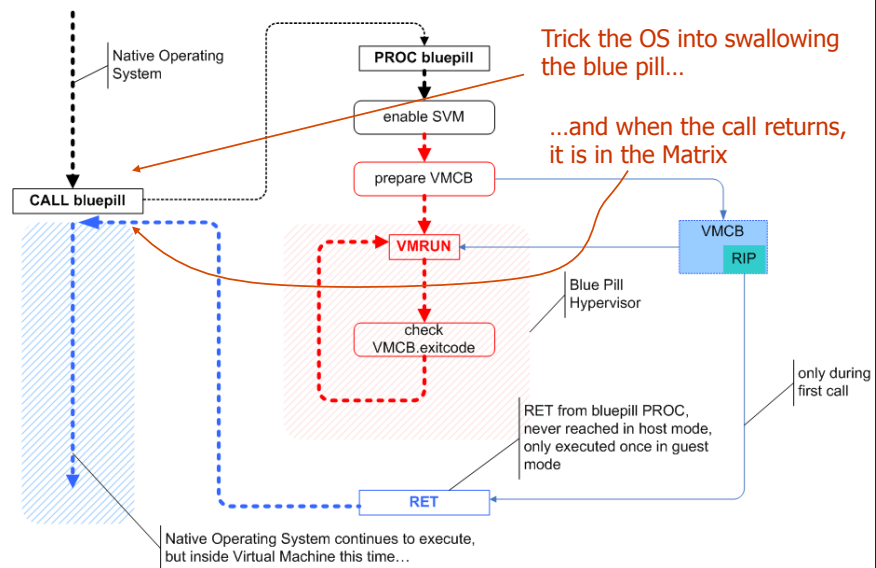 Native Operating
System
PROC bluepill
Trick the OS into swallowing
the blue pill…
enable SVM
…and when the call returns,
it is in the Matrix
prepare VMCB
CALL bluepill
VMCB
RIP
VMRUN
Blue Pill
Hypervisor
check
VMCB.exitcode
only during
first call
RET from bluepill PROC,
never reached in host mode,
only executed once in guest
mode
RET
Native Operating System continues to execute,
but inside Virtual Machine this time…